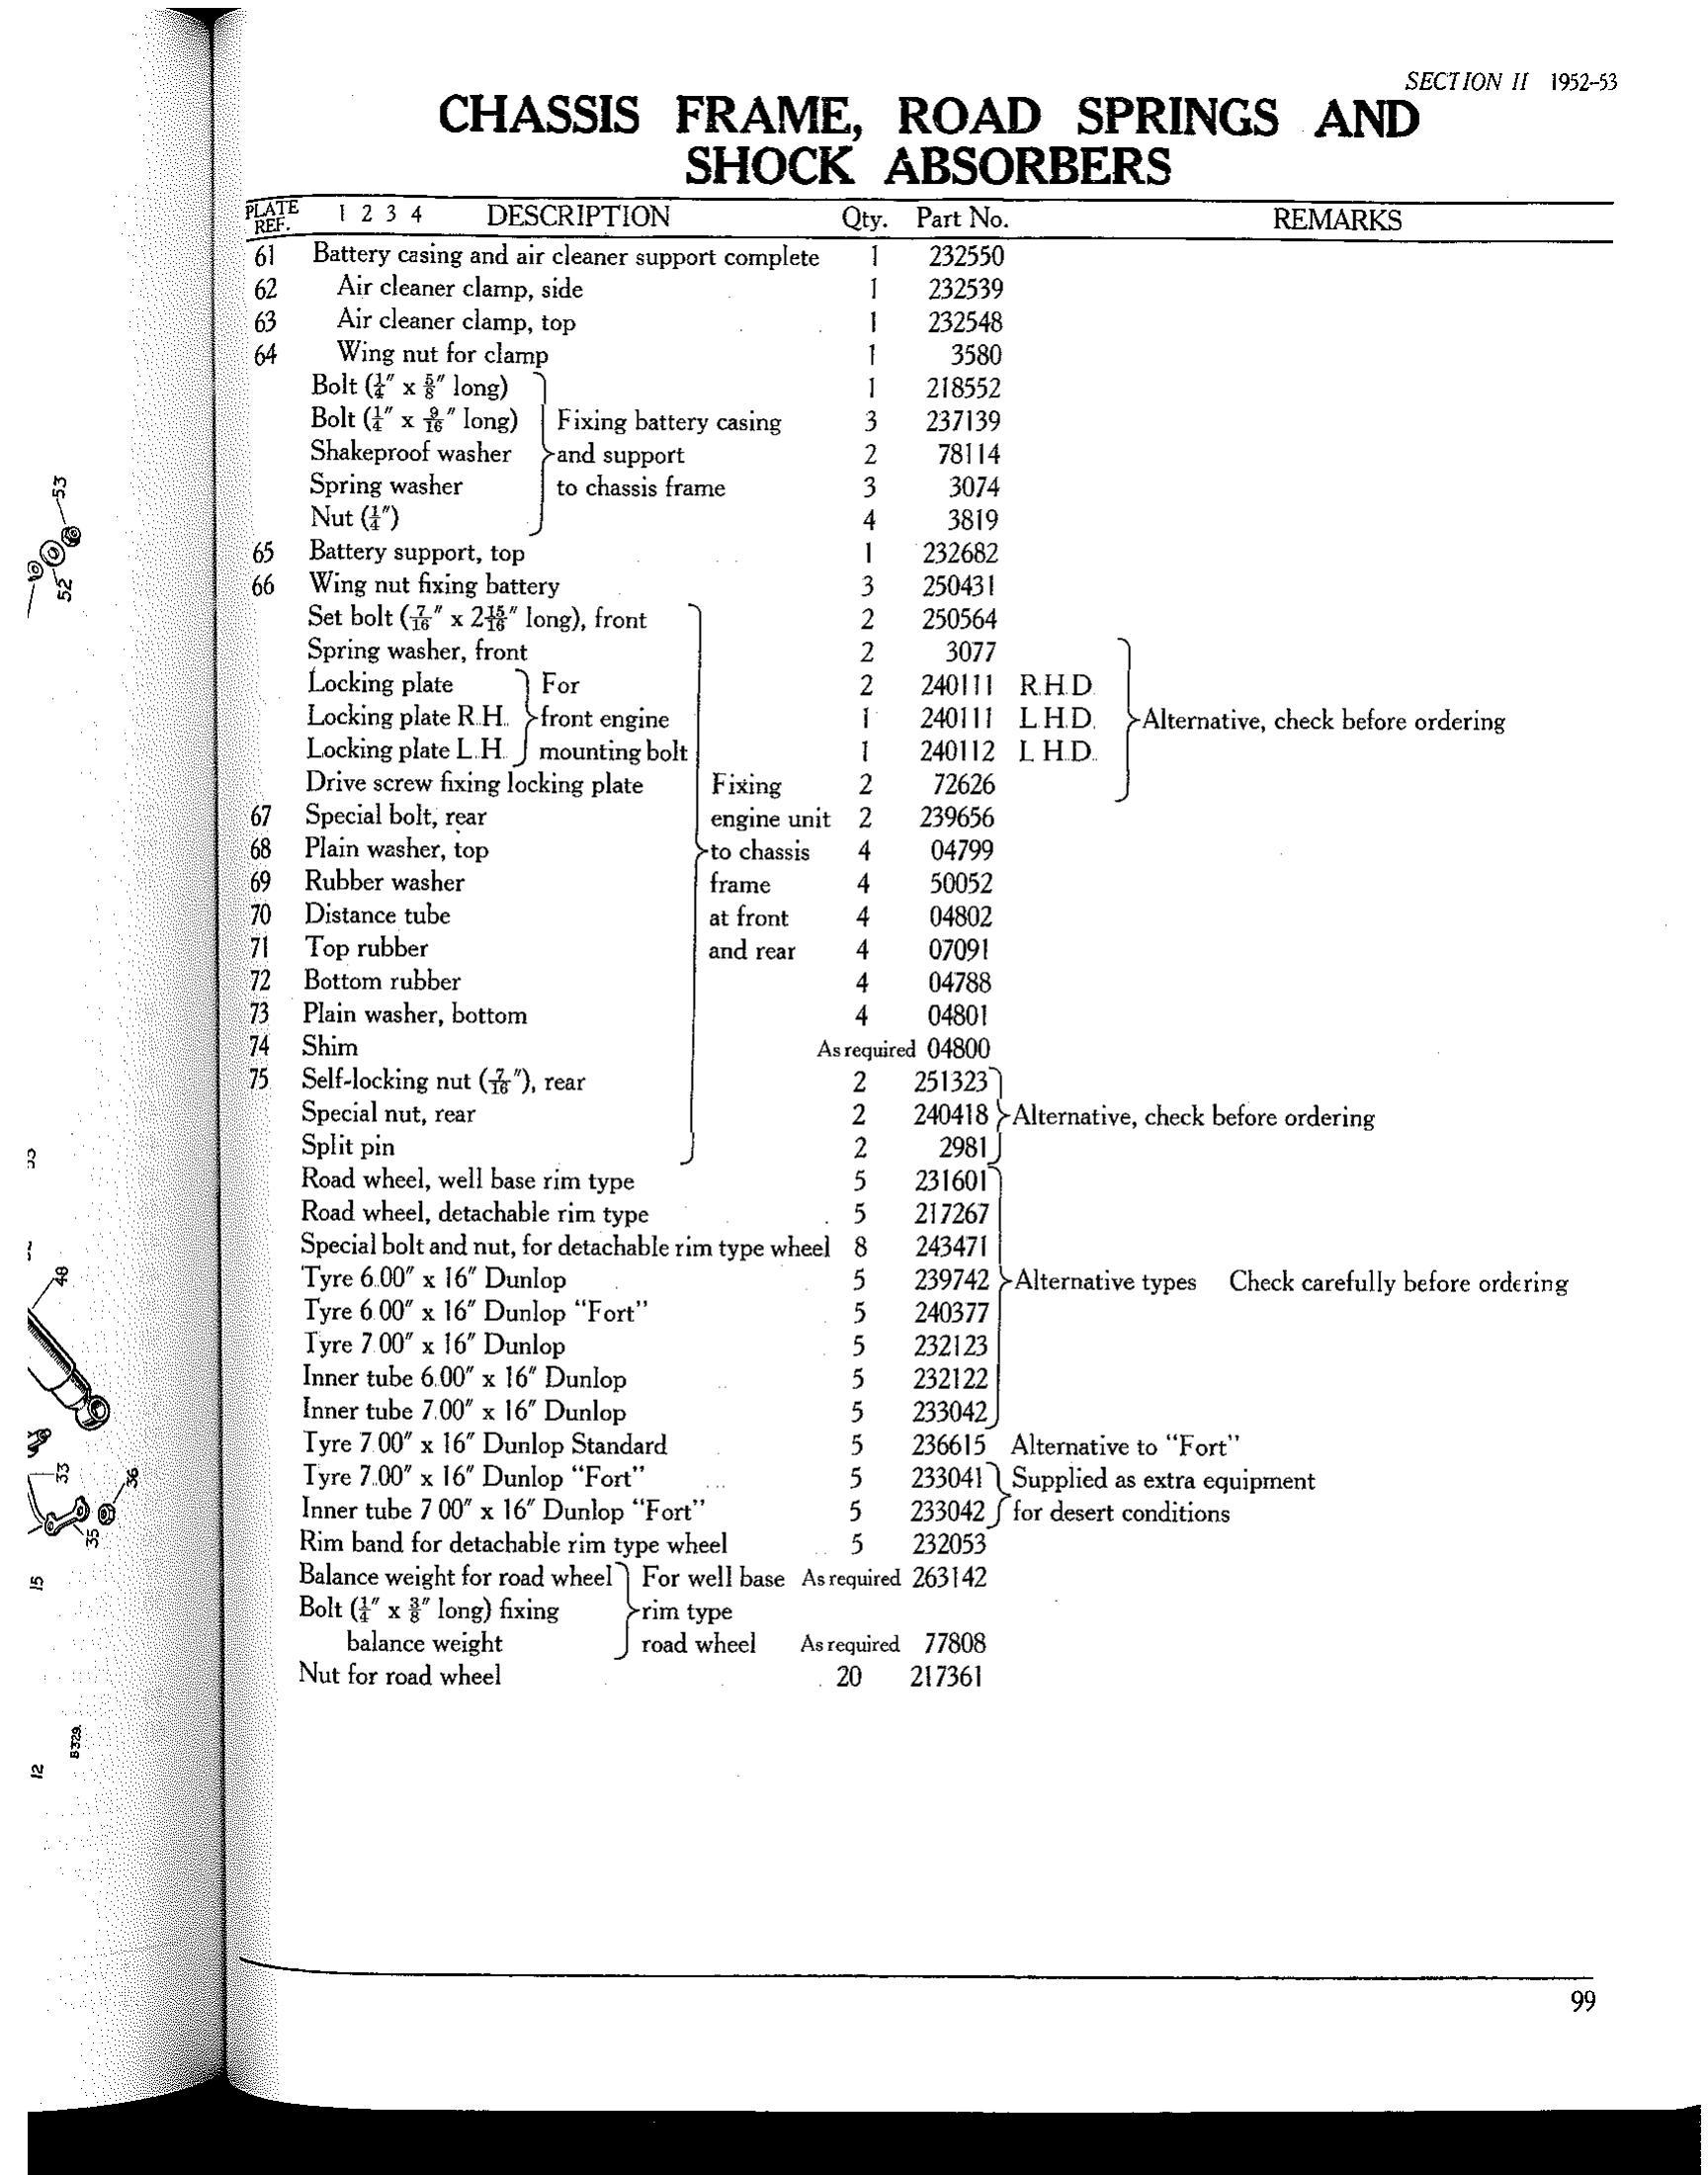 SECTION II 1952-53
CHASSIS FRAME, ROAD SPRINGS AND
SHOCK ABSORBERS
PLATE REF. 1 2 3 4 DESCRIPTION Qty. Part No. REMARKS
61 Battery casing and air cleaner support complete 1 232550
62 Air cleaner clamp, side 1 232539
63 Air cleaner clamp, top 1 232548
64 Wing nut for clamp 1 3580
Bolt (¼″ x ⅝″ long) 1 218552
Bolt (¼″ x 9/16″ long) Fixing battery casing 3 237139
Shakeproof washer and support 2 78114
Spring washer to chassis frame 3 3074
Nut (¼″) 4 3819
65 Battery support, top 1 232682
66 Wing nut fixing battery 3 250431
Set bolt (7/16″ x 2 15/16″ long), front 2 250564
Spring washer, front 2 3077
Locking plate For 2 240111 R.H.D
Locking plate R.H. front engine 1 240111 L.H.D. Alternative, check before ordering
Locking plate L.H. mounting bolt 1 240112 L H.D.
Drive screw fixing locking plate Fixing 2 72626
67 Special bolt, rear engine unit 2 239656
68 Plain washer, top to chassis 4 04799
69 Rubber washer frame 4 50052
70 Distance tube at front 4 04802
71 Top rubber and rear 4 07091
72 Bottom rubber 4 04788
73 Plain washer, bottom 4 04801
74 Shim As required 04800
75 Self-locking nut (7/16″), rear 2 251323
Special nut, rear 2 240418 Alternative, check before ordering
Split pin 2 2981
Road wheel, well base rim type 5 231601
Road wheel, detachable rim type 5 217267
Special bolt and nut, for detachable rim type wheel 8 243471
Tyre 6.00″ x 16″ Dunlop 5 239742 Alternative types Check carefully before ordering
Tyre 6 00″ x 16″ Dunlop “Fort” 5 240377
Tyre 7 00″ x 16″ Dunlop 5 232123
Inner tube 6.00″ x 16″ Dunlop 5 232122
Inner tube 7.00″ x 16″ Dunlop 5 233042
Tyre 7 00″ x 16″ Dunlop Standard 5 236615 Alternative to “Fort”
Tyre 7.00″ x 16″ Dunlop “Fort” ... 5 233041 Supplied as extra equipment
Inner tube 7 00″ x 16″ Dunlop “Fort” 5 233042 for desert conditions
Rim band for detachable rim type wheel 5 232053
Balance weight for road wheel For well base As required 263142
Bolt (¼″ x ⅜″ long) fixing rim type
balance weight road wheel As required 77808
Nut for road wheel 20 217361
99
53
52
48
33
36
35
15
B329.
12